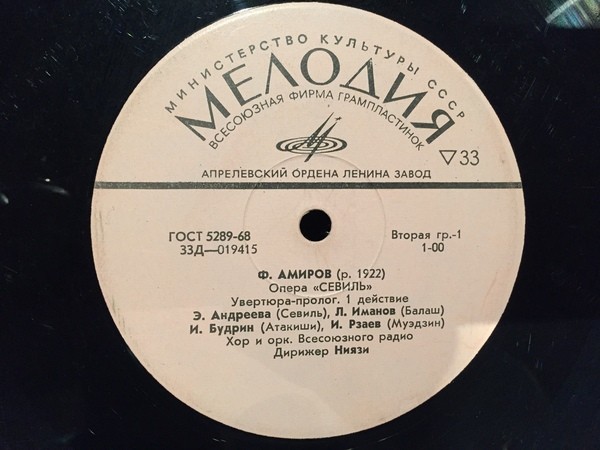 МИНИСТЕРСТВО КУЛЬТУРЫ СССР
МЕЛОДИЯ
ВСЕСОЮЗНАЯ ФИРМА ГРАМПЛАСТИНОК
▽33
АПРЕЛЕВСКИЙ ОРДЕНА ЛЕНИНА ЗАВОД
ГОСТ 5289-68
33Д—019415
Вторая гр.-1
1-00
Ф. АМИРОВ (р. 1922)
Опера «СЕВИЛЬ»
Увертюра-пролог. 1 действие
Э. Андреева (Севиль), Л. Иманов (Балаш)
И. Будрин (Атакиши), И. Рзаев (Муэдзин)
Хор и орк. Всесоюзного радио
Дирижер Ниязи